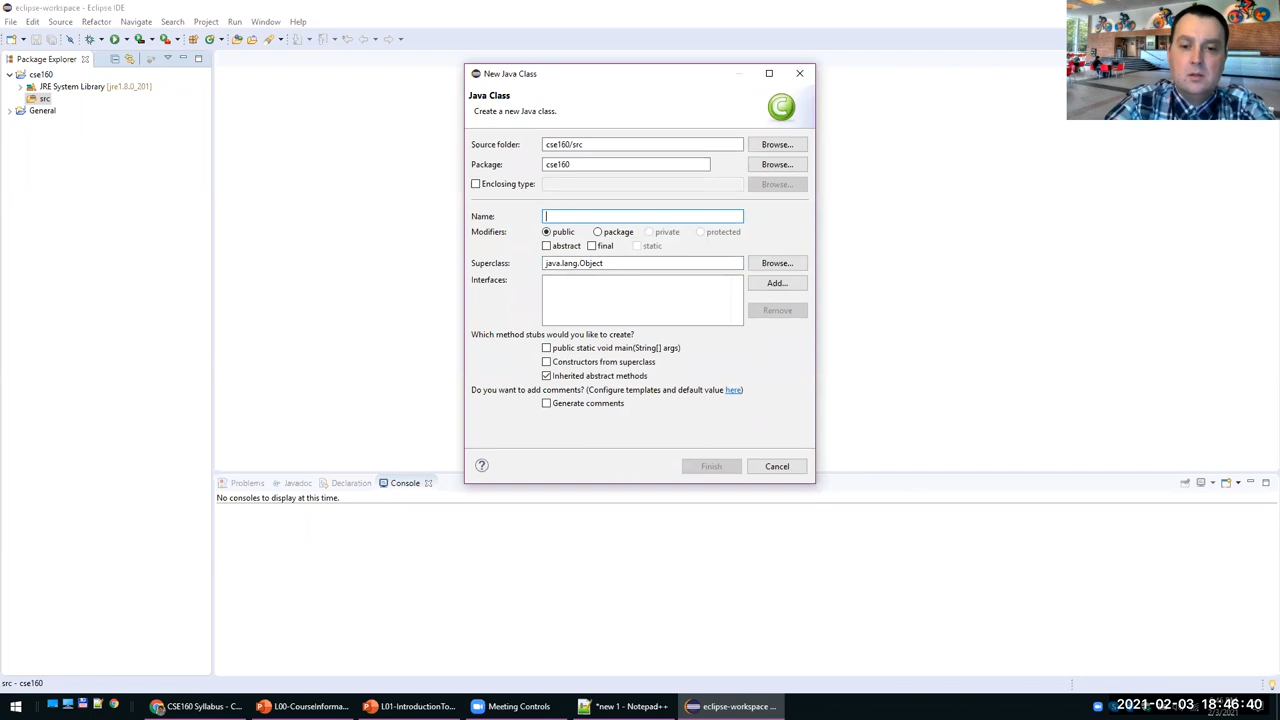 eclipse-workspace - Eclipse IDE
File Edit Source Refactor Navigate Search Project Run Window Help
Package Explorer
cse160
JRE System Library [jre1.8.0_201]
src
General
New Java Class
Java Class
Create a new Java class.
Source folder: cse160/src Browse...
Package: cse160 Browse...
Enclosing type: Browse...
Name:
Modifiers: public package private protected
abstract final static
Superclass: java.lang.Object Browse...
Interfaces: Add...
Remove
Which method stubs would you like to create?
public static void main(String[] args)
Constructors from superclass
Inherited abstract methods
Do you want to add comments? (Configure templates and default value here)
Generate comments
Finish Cancel
Problems Javadoc Declaration Console
No consoles to display at this time.
src - cse160
CSE160 Syllabus - C... L00-CourseInforma... L01-IntroductionTo... Meeting Controls *new 1 - Notepad++ eclipse-workspace ...
2021-02-03 18:46:40